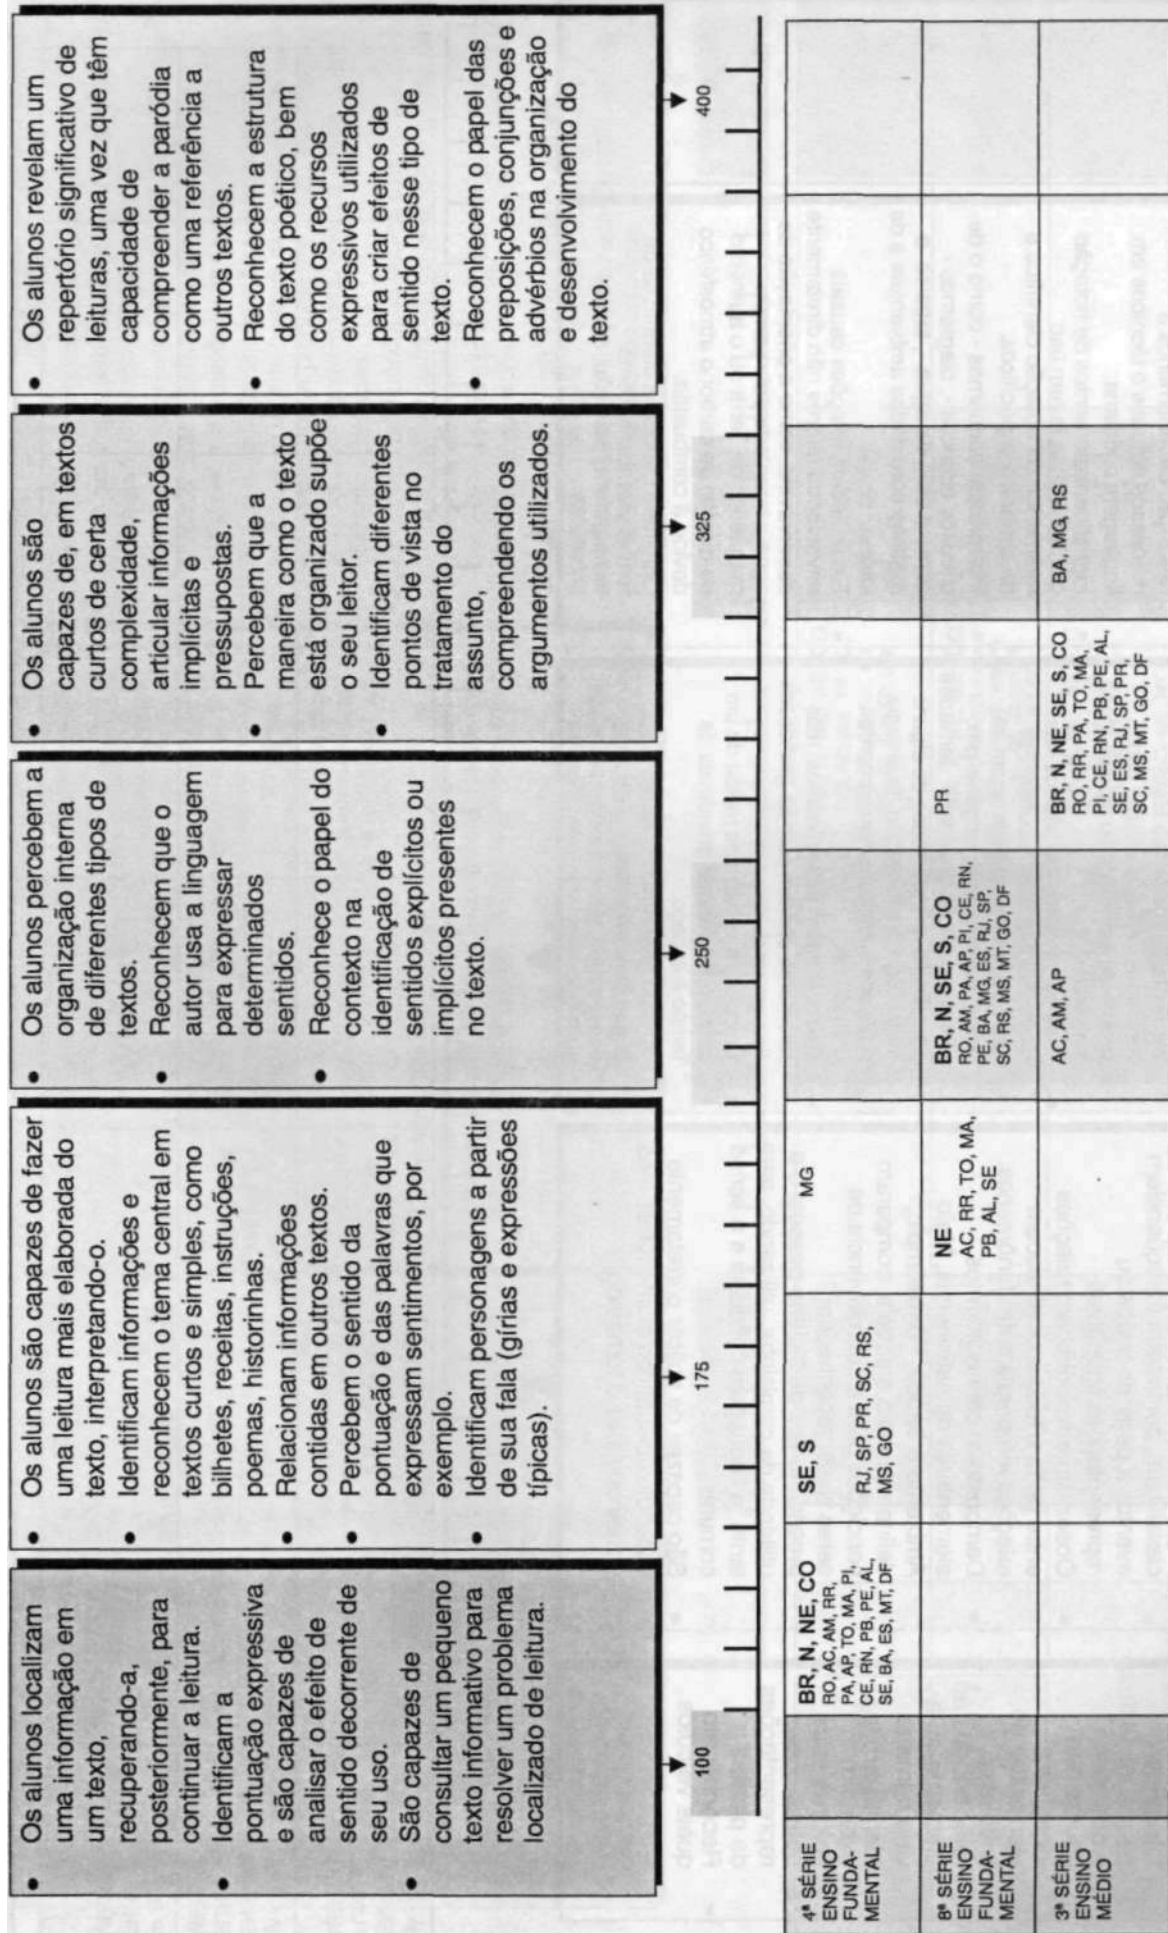 • Os alunos localizam
uma informação em
um texto,
recuperando-a,
posteriormente, para
continuar a leitura.
• Identificam a
pontuação expressiva
e são capazes de
analisar o efeito de
sentido decorrente de
seu uso.
• São capazes de
consultar um pequeno
texto informativo para
resolver um problema
localizado de leitura.
• Os alunos são capazes de fazer
uma leitura mais elaborada do
texto, interpretando-o.
• Identificam informações e
reconhecem o tema central em
textos curtos e simples, como
bilhetes, receitas, instruções,
poemas, historinhas.
• Relacionam informações
contidas em outros textos.
• Percebem o sentido da
pontuação e das palavras que
expressam sentimentos, por
exemplo.
• Identificam personagens a partir
de sua fala (gírias e expressões
típicas).
• Os alunos percebem a
organização interna
de diferentes tipos de
textos.
• Reconhecem que o
autor usa a linguagem
para expressar
determinados
sentidos.
• Reconhece o papel do
contexto na
identificação de
sentidos explícitos ou
implícitos presentes
no texto.
• Os alunos são
capazes de, em textos
curtos de certa
complexidade,
articular informações
implícitas e
pressupostas.
• Percebem que a
maneira como o texto
está organizado supõe
o seu leitor.
• Identificam diferentes
pontos de vista no
tratamento do
assunto,
compreendendo os
argumentos utilizados.
• Os alunos revelam um
repertório significativo de
leituras, uma vez que têm
capacidade de
compreender a paródia
como uma referência a
outros textos.
• Reconhecem a estrutura
do texto poético, bem
como os recursos
expressivos utilizados
para criar efeitos de
sentido nesse tipo de
texto.
• Reconhecem o papel das
preposições, conjunções e
advérbios na organização
e desenvolvimento do
texto.
100
175
250
325
400
4ª SÉRIE
ENSINO
FUNDA-
MENTAL
BR, N, NE, CO
RO, AC, AM, RR,
PA, AP, TO, MA, PI,
CE, RN, PB, PE, AL,
SE, BA, ES, MT, DF
SE, S
RJ, SP, PR, SC, RS,
MS, GO
MG
8ª SÉRIE
ENSINO
FUNDA-
MENTAL
NE
AC, RR, TO, MA,
PB, AL, SE
BR, N, SE, S, CO
RO, AM, PA, AP, PI, CE, RN,
PE, BA, MG, ES, RJ, SP,
SC, RS, MS, MT, GO, DF
PR
3ª SÉRIE
ENSINO
MÉDIO
AC, AM, AP
BR, N, NE, SE, S, CO
RO, RR, PA, TO, MA,
PI, CE, RN, PB, PE, AL,
SE, ES, RJ, SP, PR,
SC, MS, MT, GO, DF
BA, MG, RS